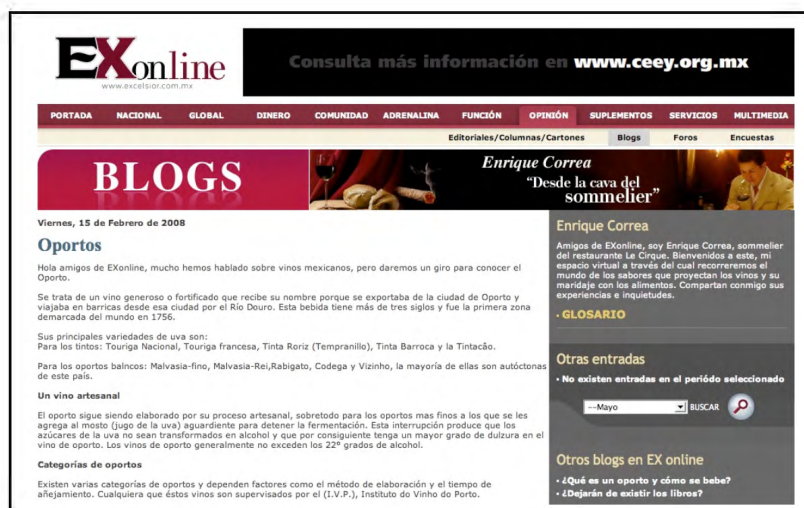 EXonline
www.excelsior.com.mx
Consulta más información en www.ceey.org.mx
PORTADA NACIONAL GLOBAL DINERO COMUNIDAD ADRENALINA FUNCIÓN OPINIÓN SUPLEMENTOS SERVICIOS MULTIMEDIA
Editoriales/Columnas/Cartones Blogs Foros Encuestas
BLOGS
Enrique Correa
"Desde la cava del
sommelier"
Viernes, 15 de Febrero de 2008
Oportos
Hola amigos de EXonline, mucho hemos hablado sobre vinos mexicanos, pero daremos un giro para conocer el
Oporto.
Se trata de un vino generoso o fortificado que recibe su nombre porque se exportaba de la ciudad de Oporto y
viajaba en barricas desde esa ciudad por el Río Douro. Esta bebida tiene más de tres siglos y fue la primera zona
demarcada del mundo en 1756.
Sus principales variedades de uva son:
Para los tintos: Touriga Nacional, Touriga francesa, Tinta Roriz (Tempranillo), Tinta Barroca y la Tintacâo.
Para los oportos balncos: Malvasia-fino, Malvasia-Rei,Rabigato, Codega y Vizinho, la mayoría de ellas son autóctonas
de este país.
Un vino artesanal
El oporto sigue siendo elaborado por su proceso artesanal, sobretodo para los oportos mas finos a los que se les
agrega al mosto (jugo de la uva) aguardiente para detener la fermentación. Esta interrupción produce que los
azúcares de la uva no sean transformados en alcohol y que por consiguiente tenga un mayor grado de dulzura en el
vino de oporto. Los vinos de oporto generalmente no exceden los 22° grados de alcohol.
Categorías de oportos
Existen varias categorías de oportos y dependen factores como el método de elaboración y el tiempo de
añejamiento. Cualquiera que éstos vinos son supervisados por el (I.V.P.), Instituto do Vinho do Porto.
Enrique Correa
Amigos de EXonline, soy Enrique Correa, sommelier
del restaurante Le Cirque. Bienvenidos a este, mi
espacio virtual a través del cual recorreremos el
mundo de los sabores que proyectan los vinos y su
maridaje con los alimentos. Compartan conmigo sus
experiencias e inquietudes.
· GLOSARIO
Otras entradas
· No existen entradas en el periódo seleccionado
--Mayo BUSCAR
Otros blogs en EX online
· ¿Qué es un oporto y cómo se bebe?
· ¿Dejarán de existir los libros?